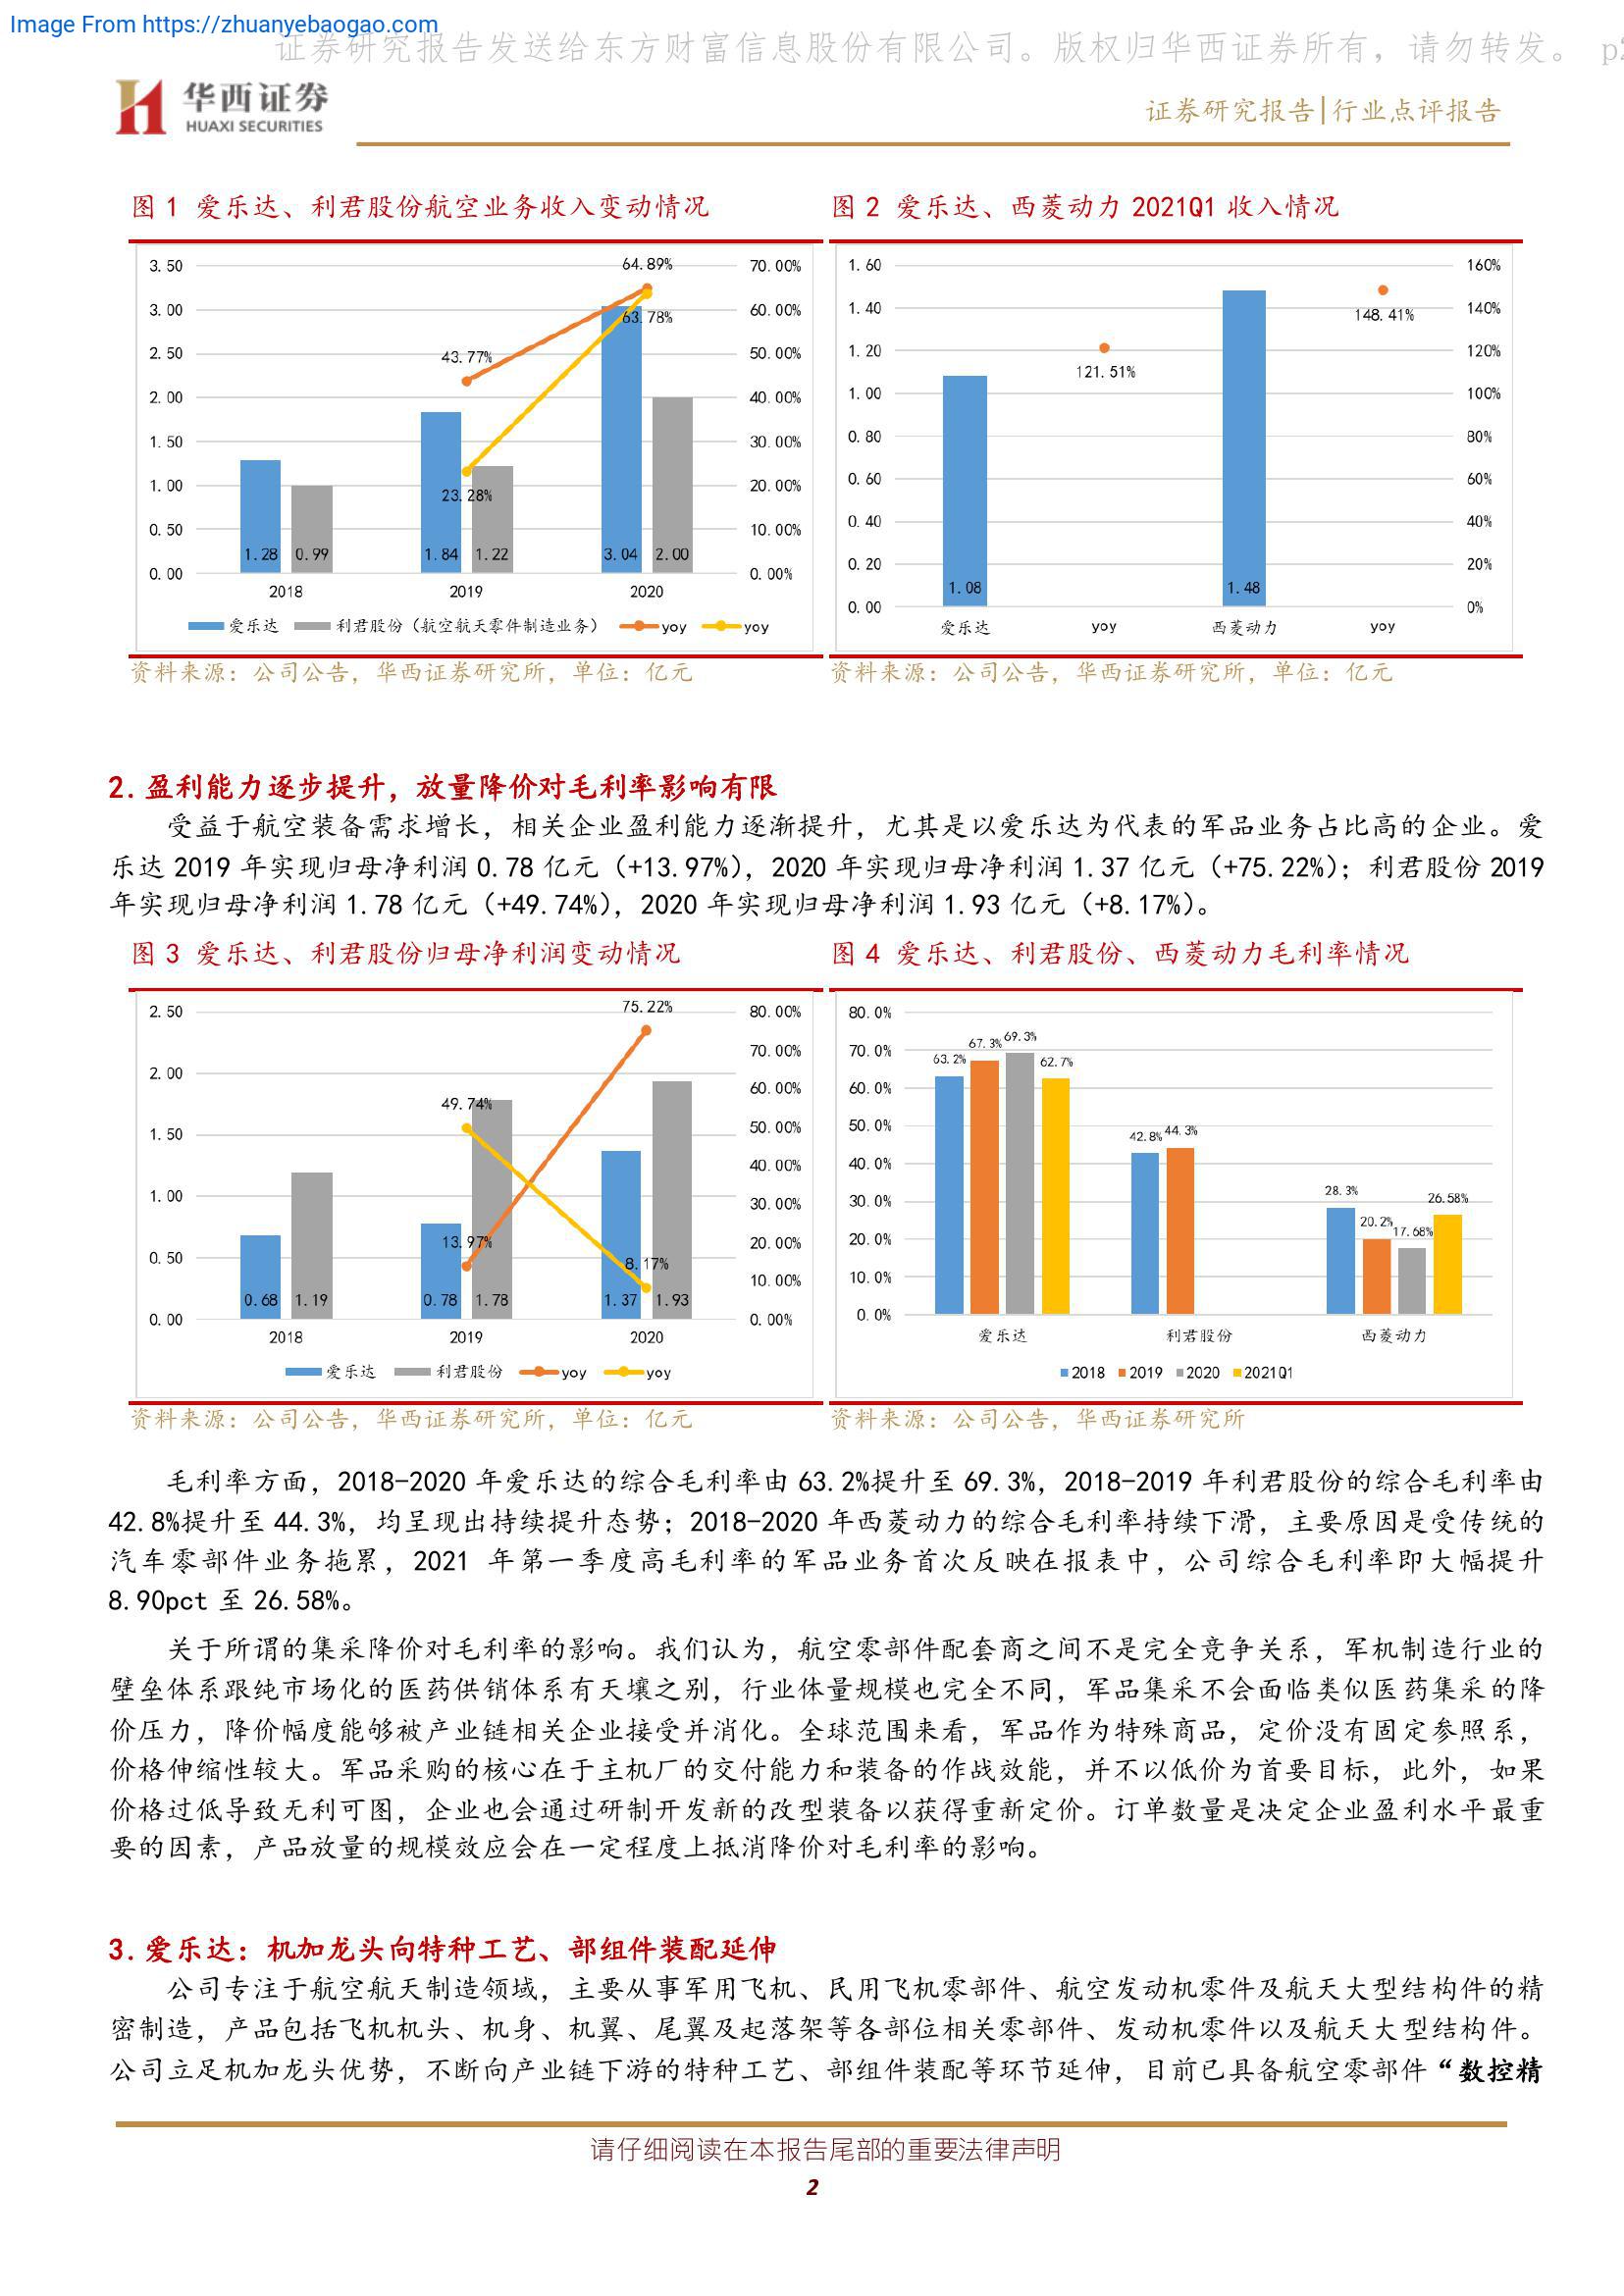 Image From https://zhuanyebaogao.com
证券研究报告发送给东方财富信息股份有限公司。版权归华西证券所有，请勿转发。 p2
华西证券
HUAXI SECURITIES
证券研究报告|行业点评报告
图 1 爱乐达、利君股份航空业务收入变动情况
3.50
3.00
2.50
2.00
1.50
1.00
0.50
0.00
70.00%
60.00%
50.00%
40.00%
30.00%
20.00%
10.00%
0.00%
64.89%
63.78%
43.77%
23.28%
1.28 0.99 1.84 1.22 3.04 2.00
2018 2019 2020
爱乐达 利君股份（航空航天零件制造业务） yoy yoy
资料来源：公司公告，华西证券研究所，单位：亿元
图 2 爱乐达、西菱动力 2021Q1 收入情况
1.60
1.40
1.20
1.00
0.80
0.60
0.40
0.20
0.00
160%
140%
120%
100%
80%
60%
40%
20%
0%
148.41%
121.51%
1.08 1.48
爱乐达 yoy 西菱动力 yoy
资料来源：公司公告，华西证券研究所，单位：亿元
2.盈利能力逐步提升，放量降价对毛利率影响有限
受益于航空装备需求增长，相关企业盈利能力逐渐提升，尤其是以爱乐达为代表的军品业务占比高的企业。爱
乐达 2019 年实现归母净利润 0.78 亿元（+13.97%），2020 年实现归母净利润 1.37 亿元（+75.22%）；利君股份 2019
年实现归母净利润 1.78 亿元（+49.74%），2020 年实现归母净利润 1.93 亿元（+8.17%）。
图 3 爱乐达、利君股份归母净利润变动情况
2.50
2.00
1.50
1.00
0.50
0.00
80.00%
70.00%
60.00%
50.00%
40.00%
30.00%
20.00%
10.00%
0.00%
75.22%
49.74%
13.97%
8.17%
0.68 1.19 0.78 1.78 1.37 1.93
2018 2019 2020
爱乐达 利君股份 yoy yoy
资料来源：公司公告，华西证券研究所，单位：亿元
图 4 爱乐达、利君股份、西菱动力毛利率情况
80.0%
70.0%
60.0%
50.0%
40.0%
30.0%
20.0%
10.0%
0.0%
63.2% 67.3% 69.3% 62.7%
42.8% 44.3%
28.3% 20.2% 17.68% 26.58%
爱乐达 利君股份 西菱动力
2018 2019 2020 2021Q1
资料来源：公司公告，华西证券研究所
毛利率方面，2018-2020 年爱乐达的综合毛利率由 63.2%提升至 69.3%，2018-2019 年利君股份的综合毛利率由
42.8%提升至 44.3%，均呈现出持续提升态势；2018-2020 年西菱动力的综合毛利率持续下滑，主要原因是受传统的
汽车零部件业务拖累，2021 年第一季度高毛利率的军品业务首次反映在报表中，公司综合毛利率即大幅提升
8.90pct 至 26.58%。
关于所谓的集采降价对毛利率的影响。我们认为，航空零部件配套商之间不是完全竞争关系，军机制造行业的
壁垒体系跟纯市场化的医药供销体系有天壤之别，行业体量规模也完全不同，军品集采不会面临类似医药集采的降
价压力，降价幅度能够被产业链相关企业接受并消化。全球范围来看，军品作为特殊商品，定价没有固定参照系，
价格伸缩性较大。军品采购的核心在于主机厂的交付能力和装备的作战效能，并不以低价为首要目标，此外，如果
价格过低导致无利可图，企业也会通过研制开发新的改型装备以获得重新定价。订单数量是决定企业盈利水平最重
要的因素，产品放量的规模效应会在一定程度上抵消降价对毛利率的影响。
3.爱乐达：机加龙头向特种工艺、部组件装配延伸
公司专注于航空航天制造领域，主要从事军用飞机、民用飞机零部件、航空发动机零件及航天大型结构件的精
密制造，产品包括飞机机头、机身、机翼、尾翼及起落架等各部位相关零部件、发动机零件以及航天大型结构件。
公司立足机加龙头优势，不断向产业链下游的特种工艺、部组件装配等环节延伸，目前已具备航空零部件“数控精
请仔细阅读在本报告尾部的重要法律声明
2